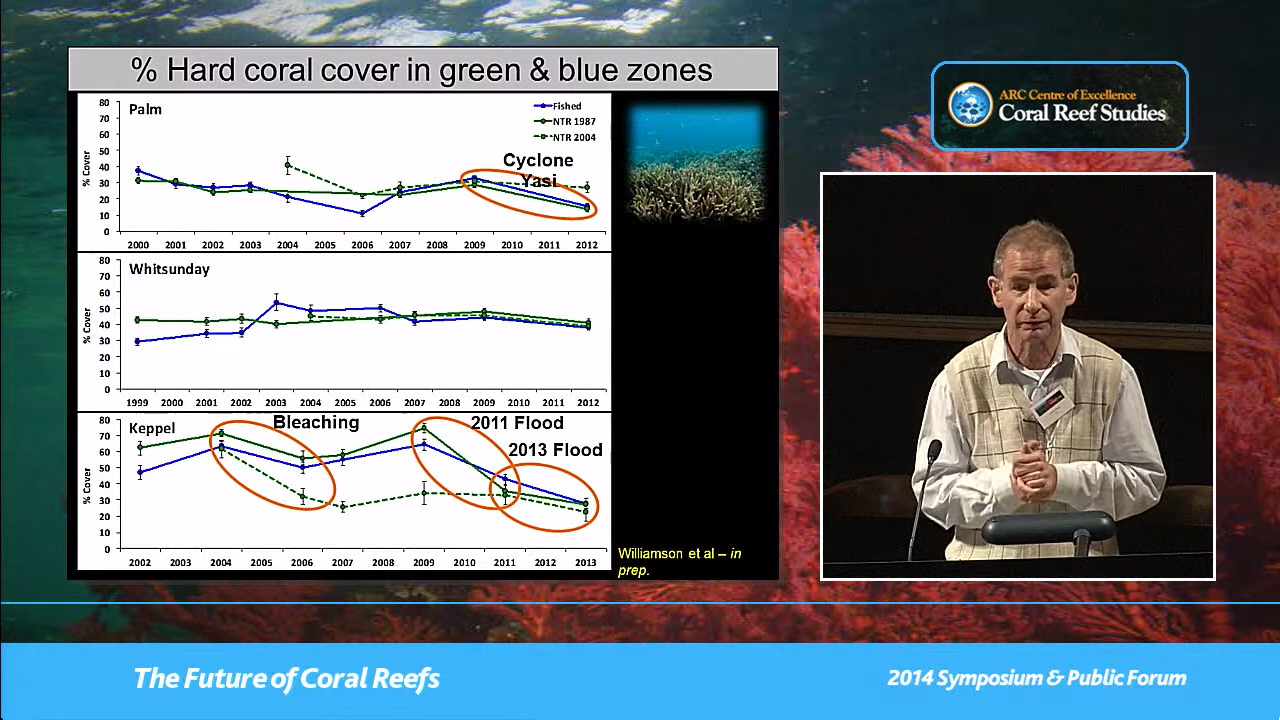 % Hard coral cover in green & blue zones
80
70
60
50
40
30
20
10
0
% Cover
Palm
Fished
NTR 1987
NTR 2004
Cyclone
Yasi
2000 2001 2002 2003 2004 2005 2006 2007 2008 2009 2010 2011 2012
80
70
60
50
40
30
20
10
0
% Cover
Whitsunday
1999 2000 2001 2002 2003 2004 2005 2006 2007 2008 2009 2010 2011 2012
80
70
60
50
40
30
20
10
0
% Cover
Keppel
Bleaching
2011 Flood
2013 Flood
2002 2003 2004 2005 2006 2007 2008 2009 2011 2012 2013
Williamson et al – in
prep.
ARC Centre of Excellence
Coral Reef Studies
The Future of Coral Reefs
2014 Symposium & Public Forum